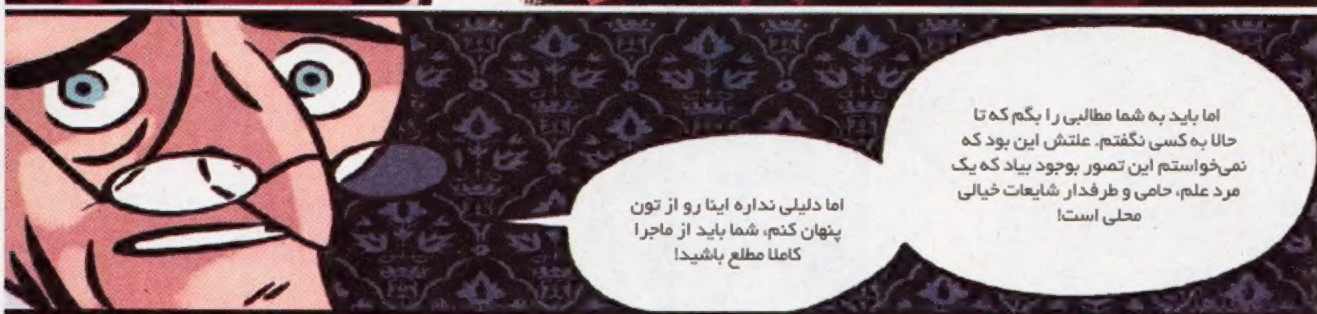 اما باید به شما مطالبی را بگم که تا
حالا به کسی نگفتم. علتش این بود که
نمی‌خواستم این تصور بوجود بیاد که یک
مرد علم، حامی و طرفدار شایعات خیالی
محلی است!
اما دلیلی نداره اینا رو از تون
پنهان کنم، شما باید از ماجرا
کاملا مطلع باشید!